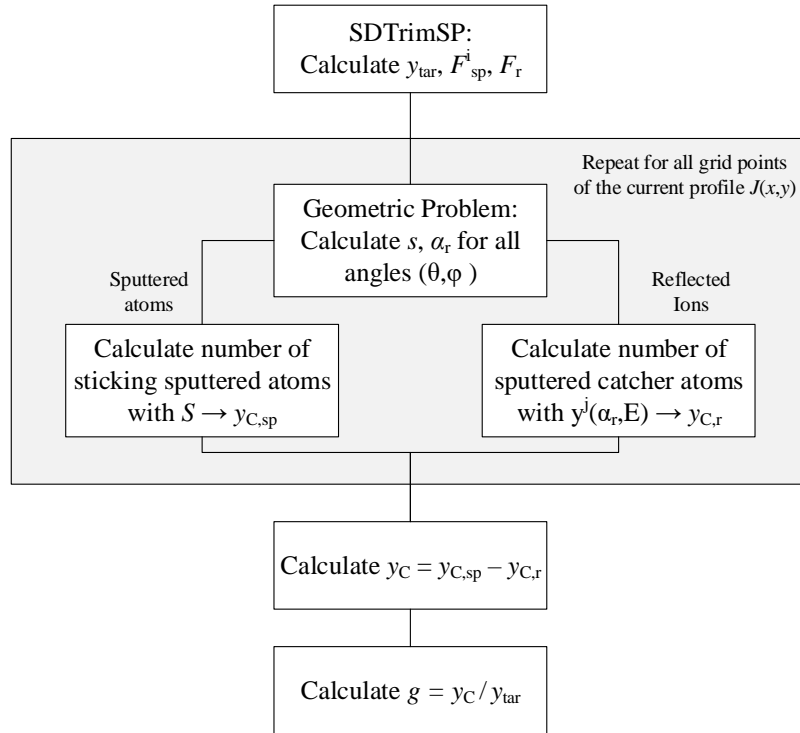 SDTrimSP:
Calculate y_tar, F^i_sp, F_r
Repeat for all grid points
of the current profile J(x,y)
Geometric Problem:
Calculate s, α_r for all
angles (θ,φ )
Sputtered
atoms
Reflected
Ions
Calculate number of
sticking sputtered atoms
with S → y_C,sp
Calculate number of
sputtered catcher atoms
with y^j(α_r,E) → y_C,r
Calculate y_C = y_C,sp – y_C,r
Calculate g = y_C / y_tar